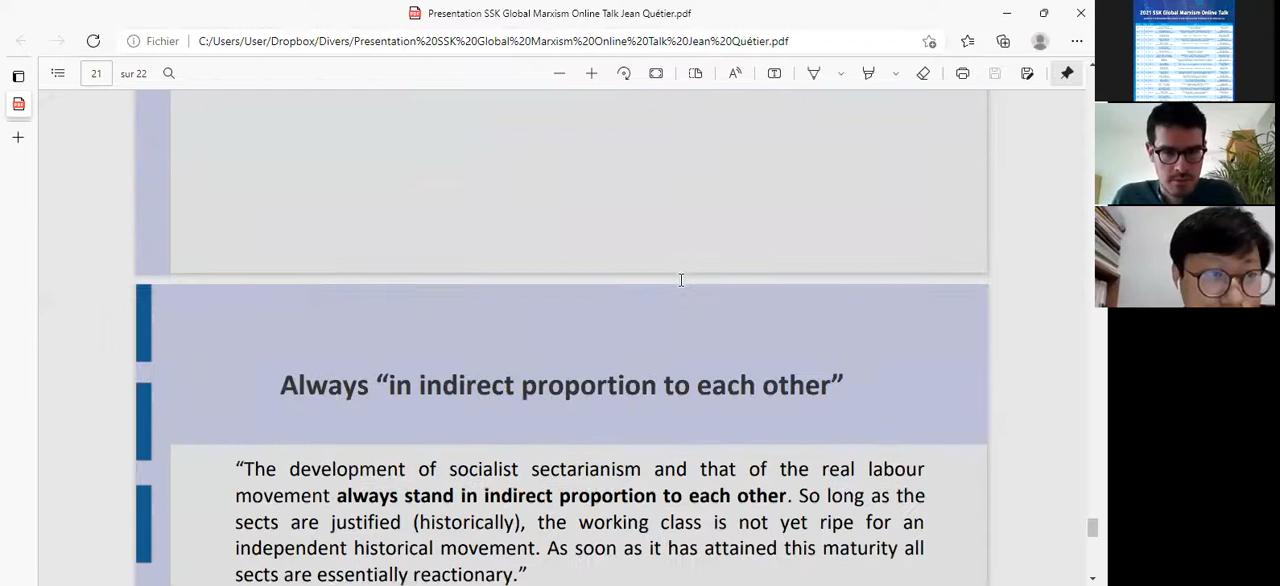 Presentation SSK Global Marxism Online Talk Jean Quétier.pdf
Fichier
C:/Users/User/Dropbox/Divers/Presentation%20SSK%20Global%20Marxism%20Online%20Talk%20Jean%20Quétier.pdf
21 sur 22
2021 SSK Global Marxism Online Talk
Always “in indirect proportion to each other”
“The development of socialist sectarianism and that of the real labour
movement always stand in indirect proportion to each other. So long as the
sects are justified (historically), the working class is not yet ripe for an
independent historical movement. As soon as it has attained this maturity all
sects are essentially reactionary.”